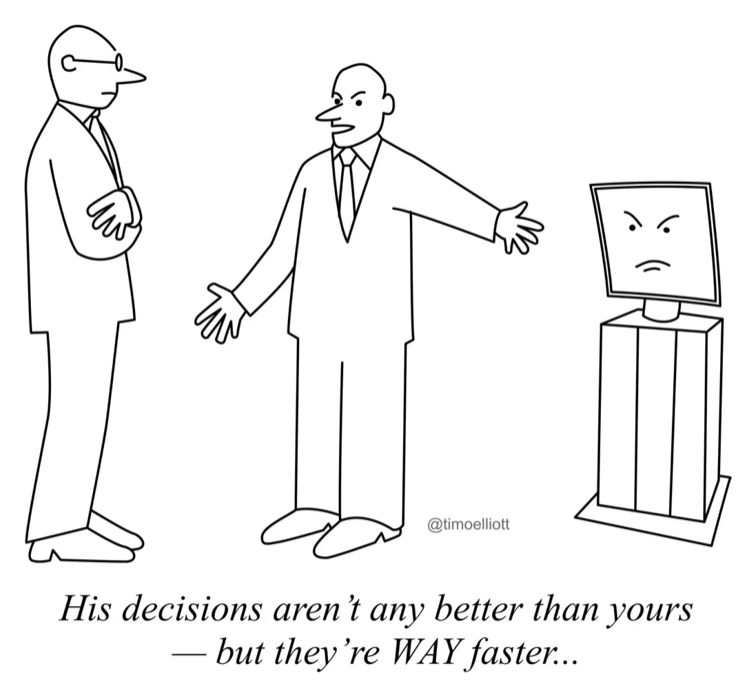 @timoelliott
His decisions aren’t any better than yours
— but they’re WAY faster...